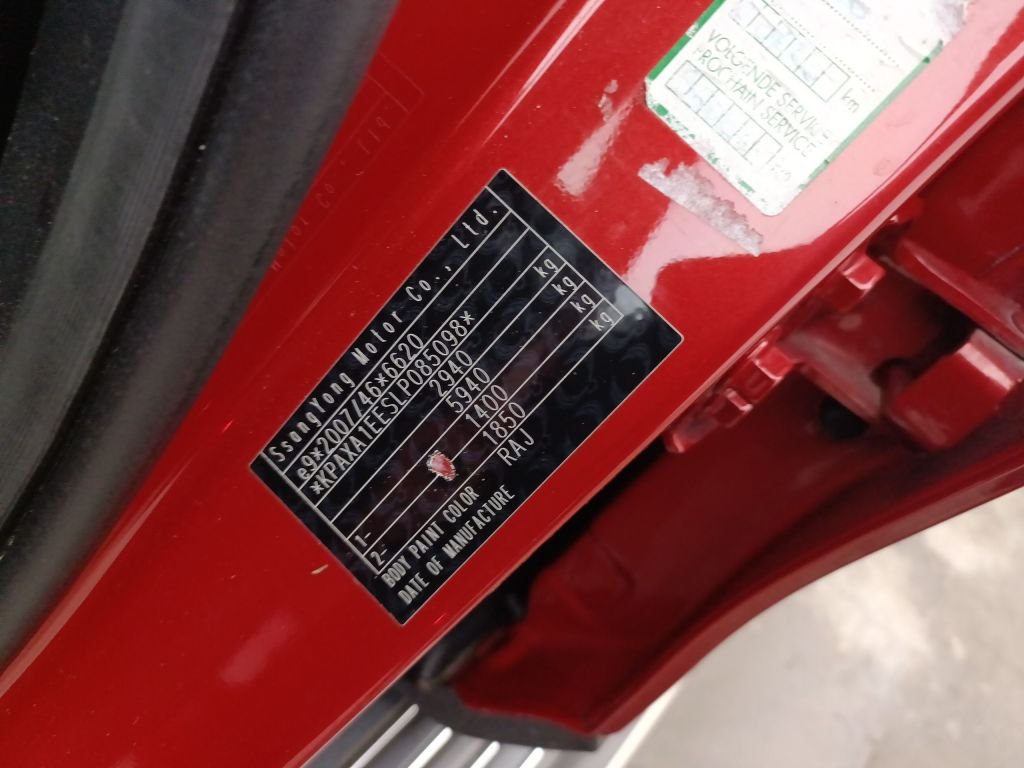 SsangYong Motor Co., Ltd.
e9*2007/46*6620
*KPAXA1EESLP085098*
2940 kg
5940 kg
1- 1400 kg
2- 1850
BODY PAINT COLOR RAJ
DATE OF MANUFACTURE
km
VOLGENDE SERVICE
PROCHAIN SERVICE